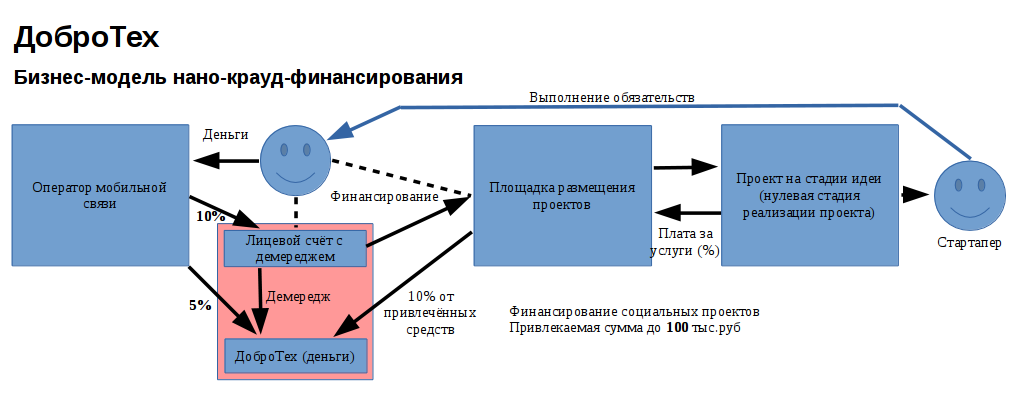 ДоброТех
Бизнес-модель нано-крауд-финансирования
Выполнение обязательств
Деньги
Оператор мобильной
связи
Финансирование
Площадка размещения
проектов
Проект на стадии идеи
(нулевая стадия
реализации проекта)
10%
Лицевой счёт с
демереджем
Плата за
услуги (%)
Стартапер
5%
Демередж
10% от
привлечённых
средств
Финансирование социальных проектов
Привлекаемая сумма до 100 тыс.руб
ДоброТех (деньги)